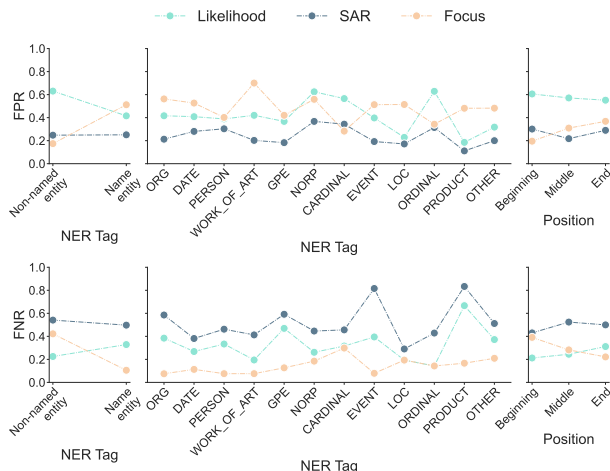 Likelihood SAR Focus
FPR
1.0
0.8
0.6
0.4
0.2
0.0
Non-named entity
Name entity
NER Tag
ORG
DATE
PERSON
WORK_OF_ART
GPE
NORP
CARDINAL
EVENT
LOC
ORDINAL
PRODUCT
OTHER
NER Tag
Beginning
Middle
End
Position
FNR
1.0
0.8
0.6
0.4
0.2
0.0
Non-named entity
Name entity
NER Tag
ORG
DATE
PERSON
WORK_OF_ART
GPE
NORP
CARDINAL
EVENT
LOC
ORDINAL
PRODUCT
OTHER
NER Tag
Beginning
Middle
End
Position